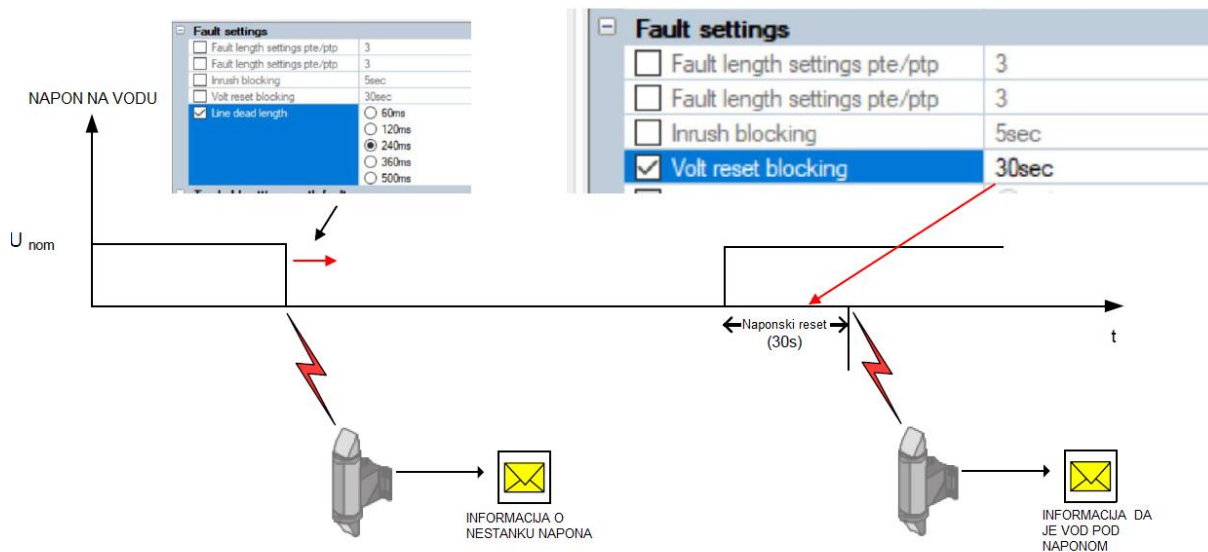 Fault settings
Fault length settings pte/ptp 3
Fault length settings pte/ptp 3
Inrush blocking 5sec
Volt reset blocking 30sec
Line dead length 60ms
120ms
240ms
360ms
500ms
Fault settings
Fault length settings pte/ptp 3
Fault length settings pte/ptp 3
Inrush blocking 5sec
Volt reset blocking 30sec
NAPON NA VODU
U nom
Naponski reset
(30s)
t
INFORMACIJA O
NESTANKU NAPONA
INFORMACIJA DA
JE VOD POD
NAPONOM